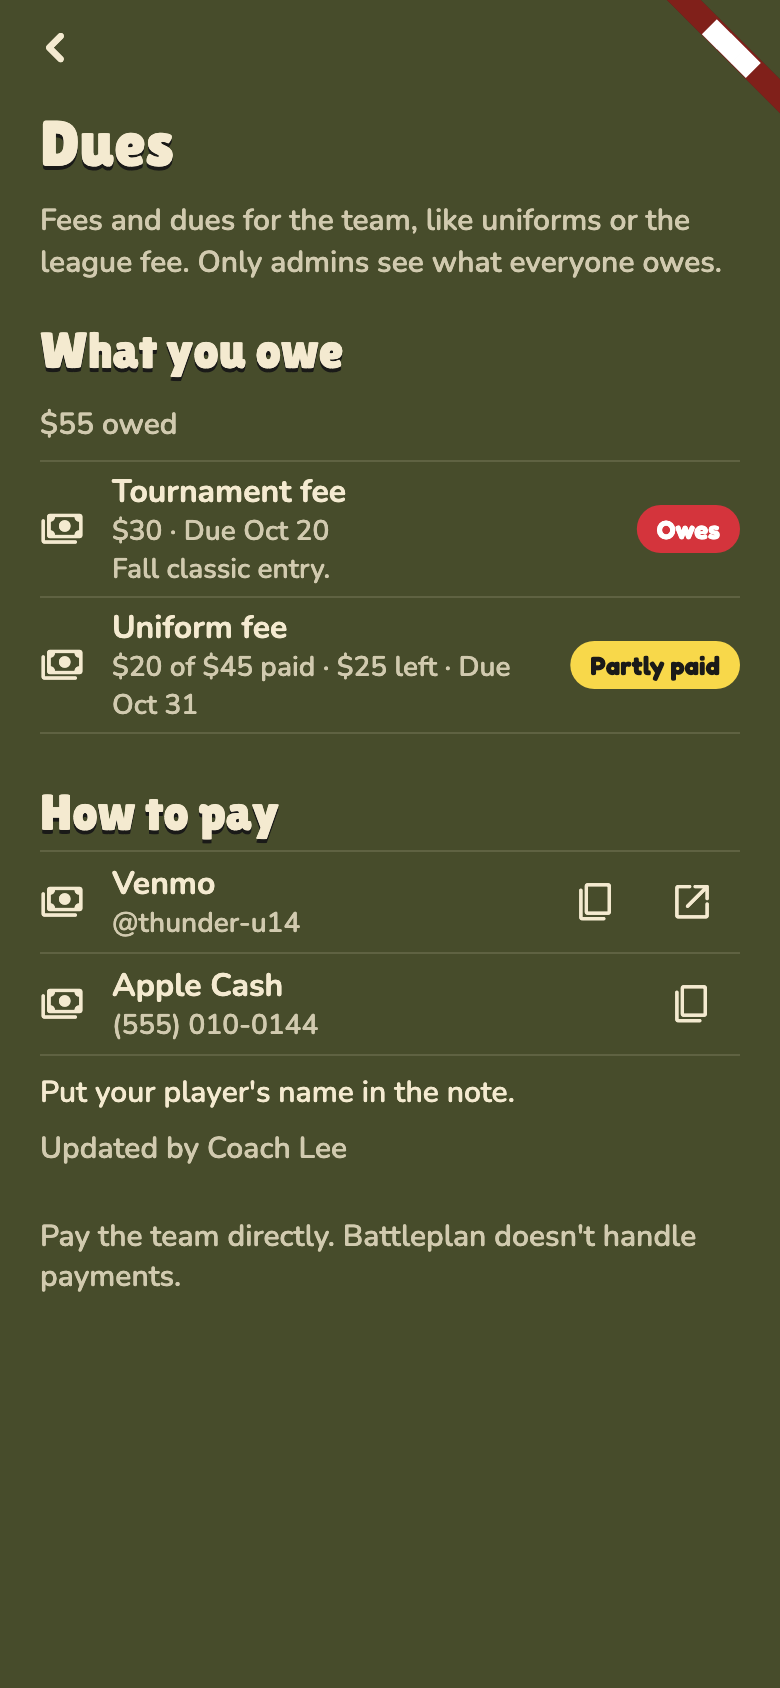 Dues
Fees and dues for the team, like uniforms or the
league fee. Only admins see what everyone owes.
What you owe
$55 owed
Tournament fee
$30 · Due Oct 20
Fall classic entry.
Owes
Uniform fee
$20 of $45 paid · $25 left · Due
Oct 31
Partly paid
How to pay
Venmo
@thunder-u14
Apple Cash
(555) 010-0144
Put your player's name in the note.
Updated by Coach Lee
Pay the team directly. Battleplan doesn't handle
payments.